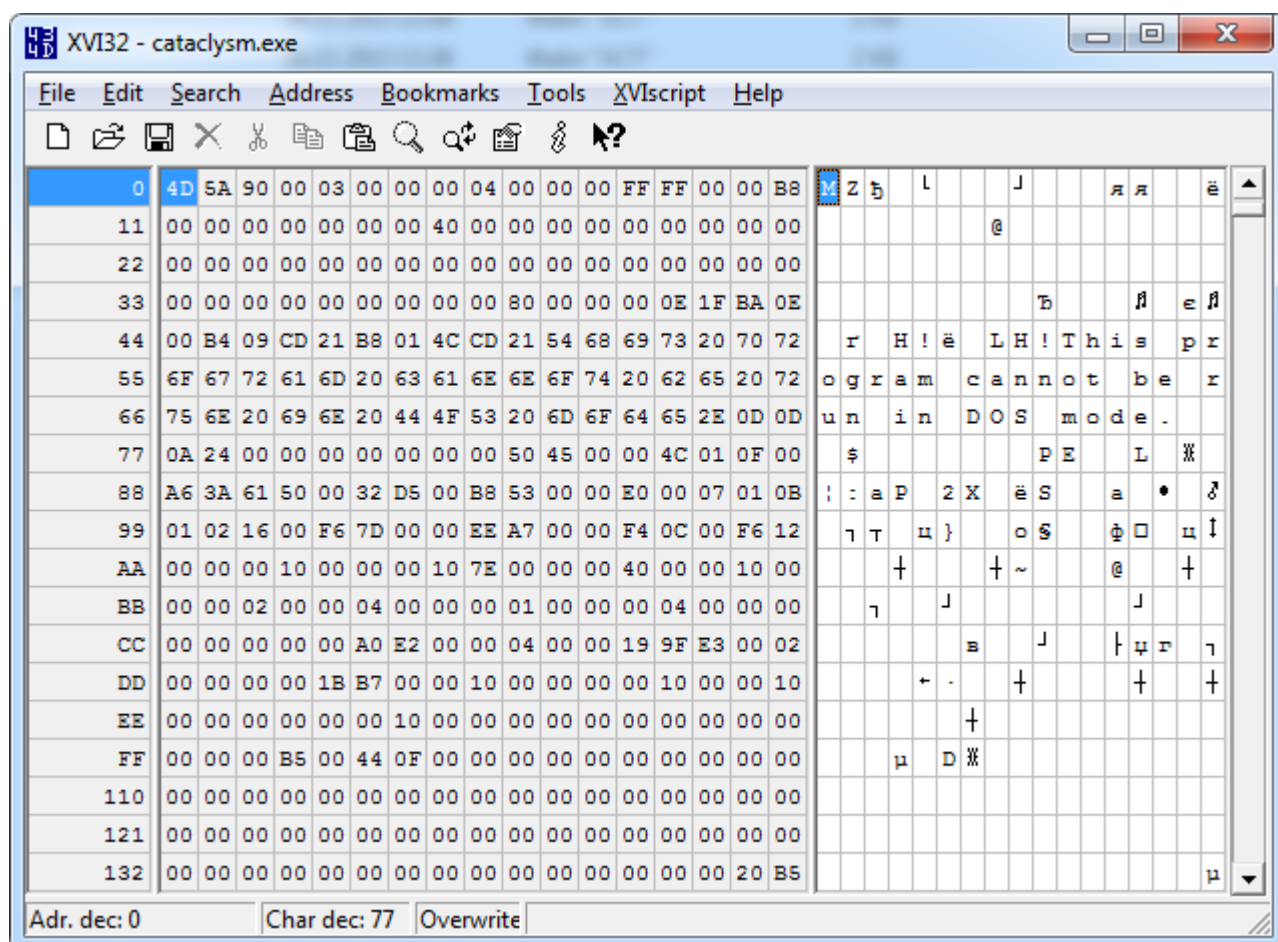 XVI32 - cataclysm.exe
File Edit Search Address Bookmarks Tools XVIscript Help
0 4D 5A 90 00 03 00 00 00 04 00 00 00 FF FF 00 00 B8 M Z ђ └ ┘ я я ё
11 00 00 00 00 00 00 00 40 00 00 00 00 00 00 00 00 00 @
22 00 00 00 00 00 00 00 00 00 00 00 00 00 00 00 00 00
33 00 00 00 00 00 00 00 00 00 80 00 00 00 0E 1F BA 0E Ђ ♬ є ♬
44 00 B4 09 CD 21 B8 01 4C CD 21 54 68 69 73 20 70 72 ґ Н ! ё L Н ! T h i s p r
55 6F 67 72 61 6D 20 63 61 6E 6E 6F 74 20 62 65 20 72 o g r a m c a n n o t b e r
66 75 6E 20 69 6E 20 44 4F 53 20 6D 6F 64 65 2E 0D 0D u n i n D O S m o d e .
77 0A 24 00 00 00 00 00 00 00 50 45 00 00 4C 01 0F 00 $ P E L ¤
88 A6 3A 61 50 00 32 D5 00 B8 53 00 00 E0 00 07 01 0B ¦ : a P 2 Х ё S а • ♂
99 01 02 16 00 F6 7D 00 00 EE A7 00 00 F4 0C 00 F6 12 ┐ ┬ ц } о § ф □ ц ↕
AA 00 00 00 10 00 00 00 10 7E 00 00 00 40 00 00 10 00 ┼ ┼ ~ @ ┼
BB 00 00 02 00 00 04 00 00 00 01 00 00 00 04 00 00 00 ┐ ┘ ┘
CC 00 00 00 00 00 A0 E2 00 00 04 00 00 19 9F E3 00 02 в ┘ ├ џ г ┐
DD 00 00 00 00 1B B7 00 00 10 00 00 00 00 10 00 00 10 ← · ┼ ┼ ┼
EE 00 00 00 00 00 00 10 00 00 00 00 00 00 00 00 00 00 ┼
FF 00 00 00 B5 00 44 0F 00 00 00 00 00 00 00 00 00 00 µ D ¤
110 00 00 00 00 00 00 00 00 00 00 00 00 00 00 00 00 00
121 00 00 00 00 00 00 00 00 00 00 00 00 00 00 00 00 00
132 00 00 00 00 00 00 00 00 00 00 00 00 00 00 00 20 B5 µ
Adr. dec: 0 Char dec: 77 Overwrite